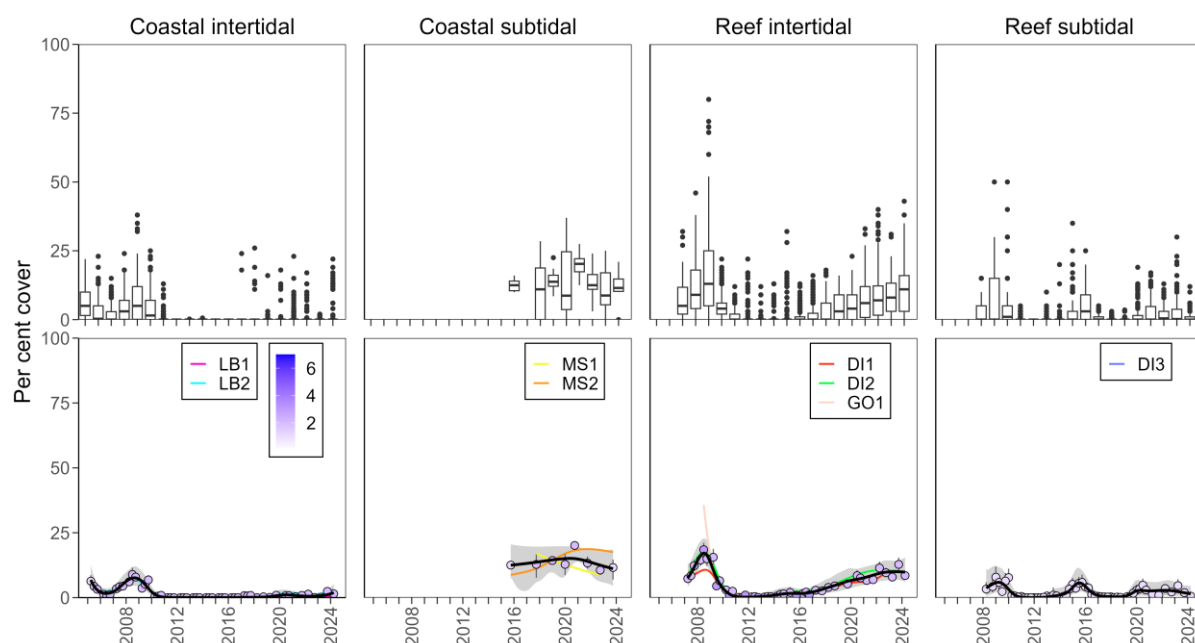 Coastal intertidal
Coastal subtidal
Reef intertidal
Reef subtidal
Per cent cover
100
75
50
25
0
100
75
50
25
0
LB1
LB2
6
4
2
MS1
MS2
DI1
DI2
GO1
DI3
2008 2012 2016 2020 2024
2016 2020 2024
2008 2012 2016 2020 2024
2008 2012 2016 2020 2024